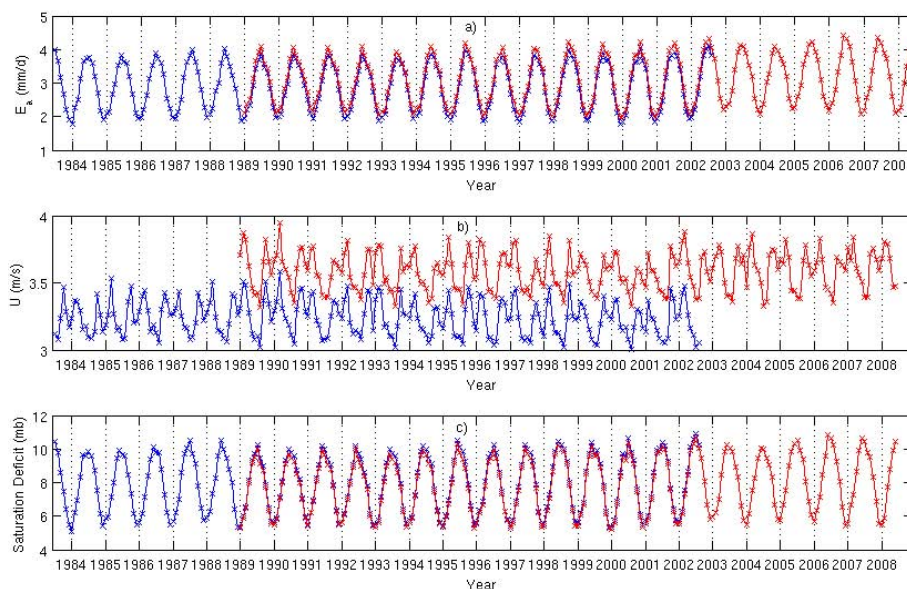 a)
5
4
3
2
1
E_a (mm/d)
1984 1985 1986 1987 1988 1989 1990 1991 1992 1993 1994 1995 1996 1997 1998 1999 2000 2001 2002 2003 2004 2005 2006 2007 200
Year
b)
4
3.5
3
U (m/s)
1984 1985 1986 1987 1988 1989 1990 1991 1992 1993 1994 1995 1996 1997 1998 1999 2000 2001 2002 2003 2004 2005 2006 2007 2008
Year
c)
12
10
8
6
4
Saturation Deficit (mb)
1984 1985 1986 1987 1988 1989 1990 1991 1992 1993 1994 1995 1996 1997 1998 1999 2000 2001 2002 2003 2004 2005 2006 2007 2008
Year